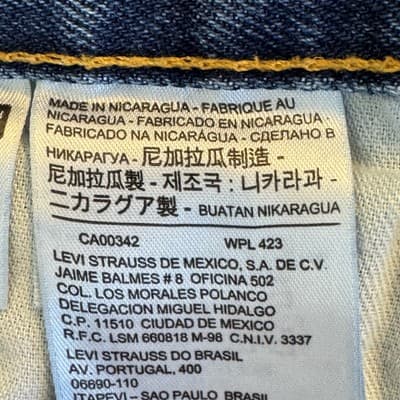 MADE IN NICARAGUA - FABRIQUE AU
NICARAGUA - FABRICADO EN NICARAGUA -
FABRICADO NA NICARÁGUA - СДЕЛАНО В
НИКАРАГУА - 尼加拉瓜制造 -
尼加拉瓜製 - 제조국 : 니카라과 -
ニカラグア製 - BUATAN NIKARAGUA
CA00342 WPL 423
LEVI STRAUSS DE MEXICO, S.A. DE C.V.
JAIME BALMES # 8 OFICINA 502
COL. LOS MORALES POLANCO
DELEGACION MIGUEL HIDALGO
C.P. 11510 CIUDAD DE MEXICO
R.F.C. LSM 660818 M-98 C.N.I.V. 3337
LEVI STRAUSS DO BRASIL
AV. PORTUGAL, 400
06690-110
ITAPEVI - SAO PAULO BRASIL